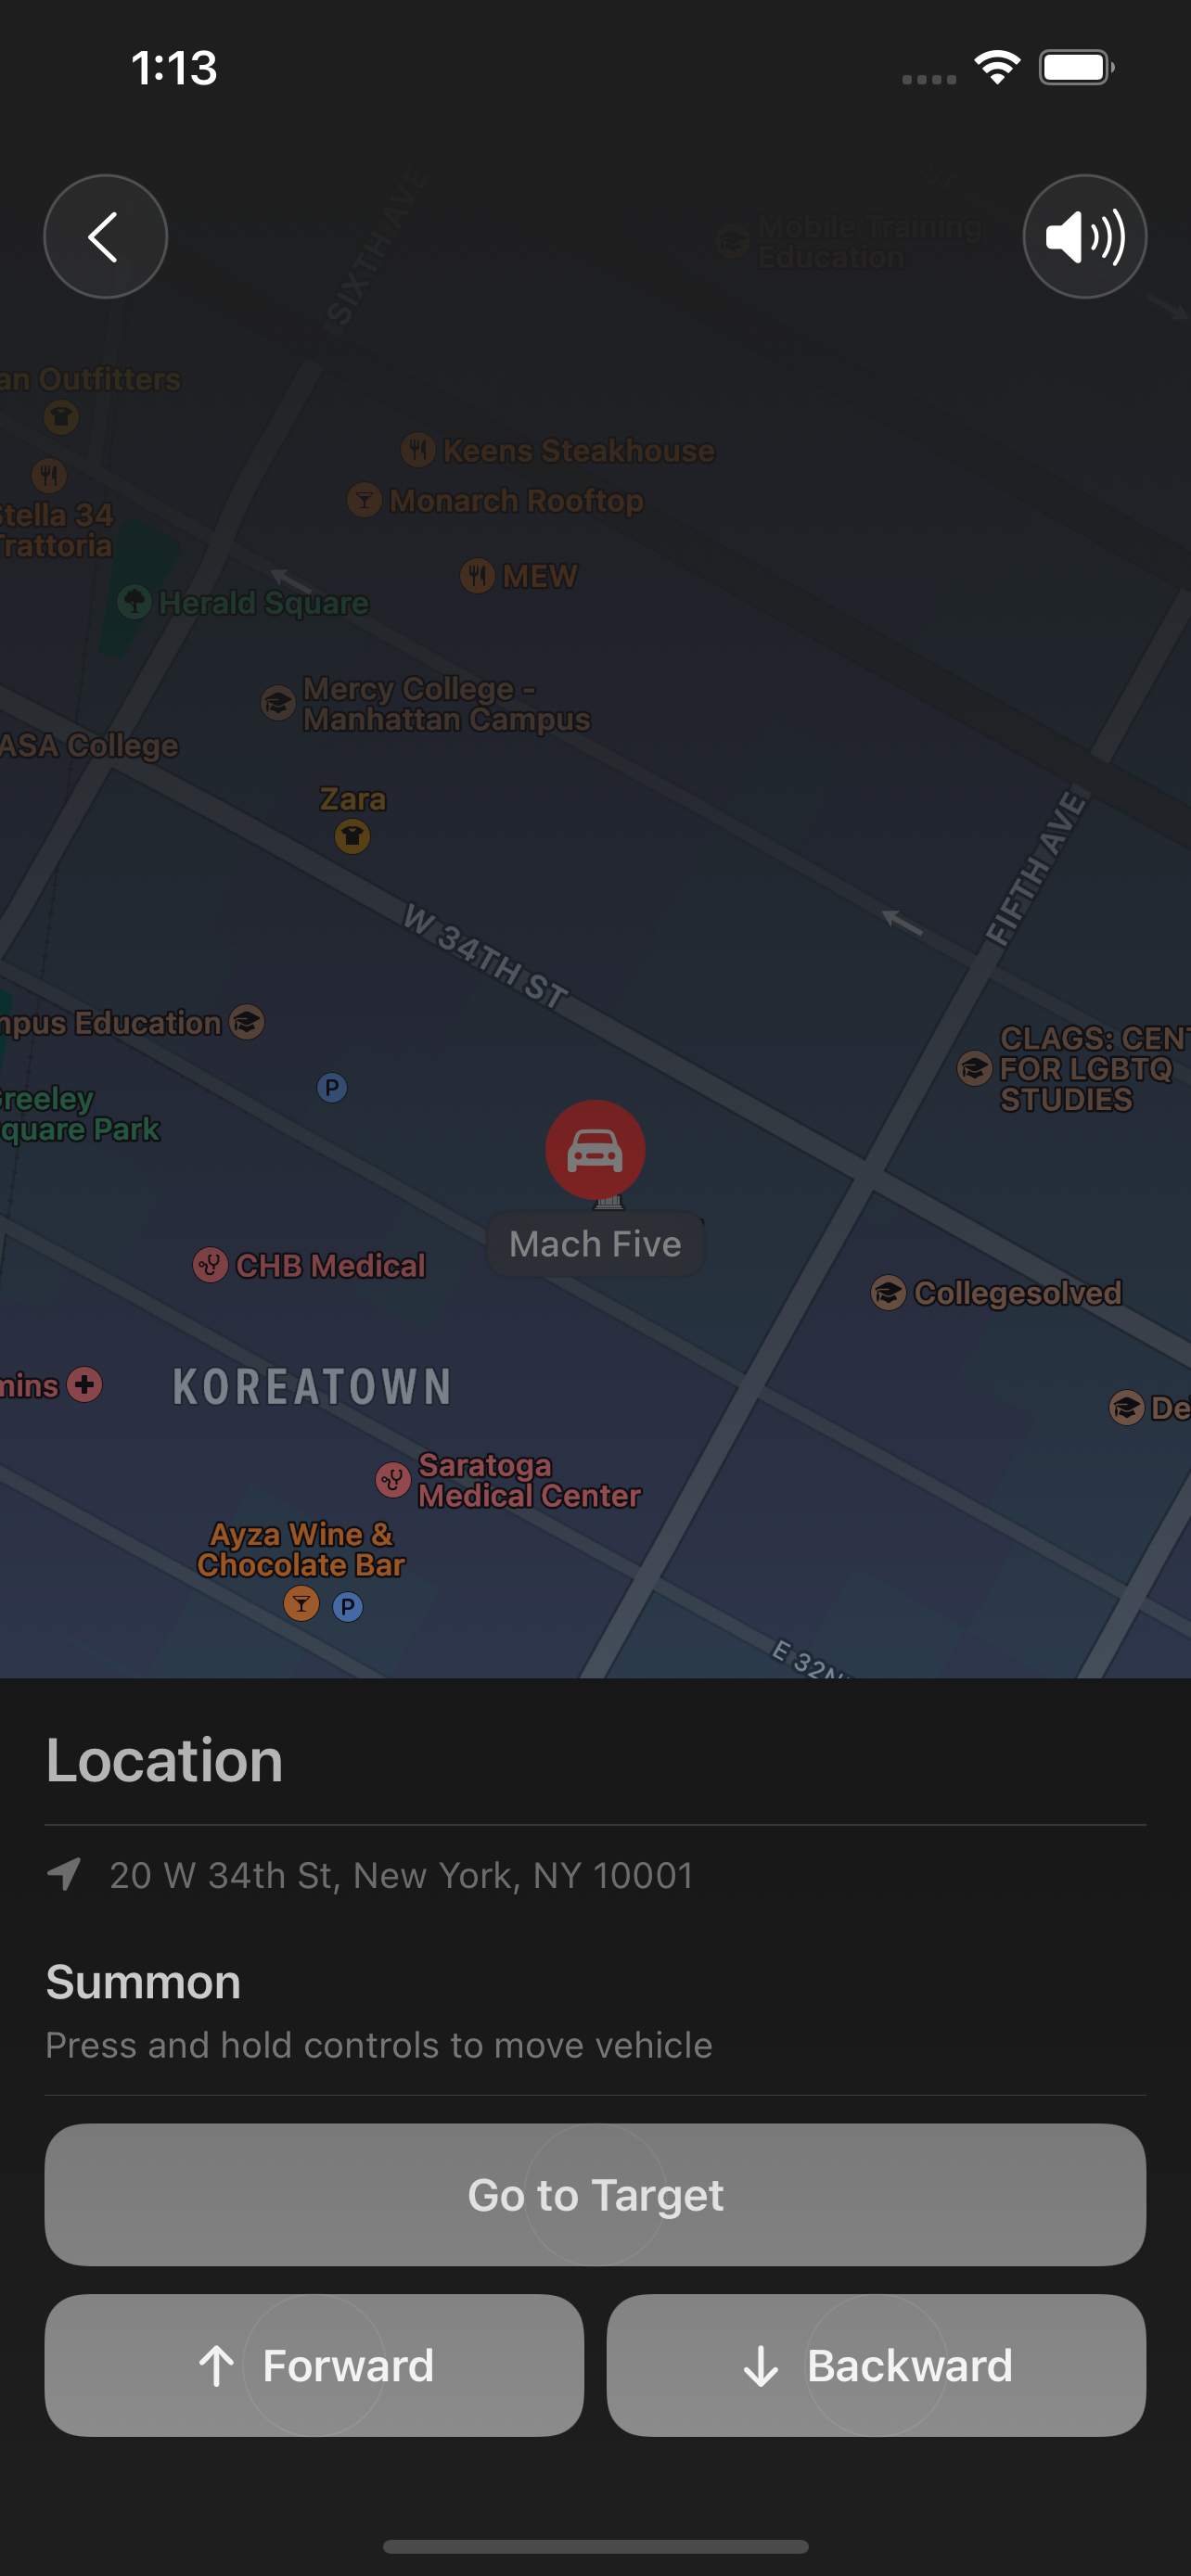 1:13
SIXTH AVE
Mobile Training
Education
an Outfitters
Keens Steakhouse
Monarch Rooftop
Stella 34
Trattoria
MEW
Herald Square
Mercy College -
Manhattan Campus
ASA College
Zara
FIFTH AVE
W 34TH ST
mpus Education
P
CLAGS: CENT
FOR LGBTQ
STUDIES
Greeley
quare Park
Mach Five
CHB Medical
Collegesolved
KOREATOWN
mins
De
Saratoga
Medical Center
Ayza Wine &
Chocolate Bar
P
E 32N
Location
20 W 34th St, New York, NY 10001
Summon
Press and hold controls to move vehicle
Go to Target
Forward
Backward